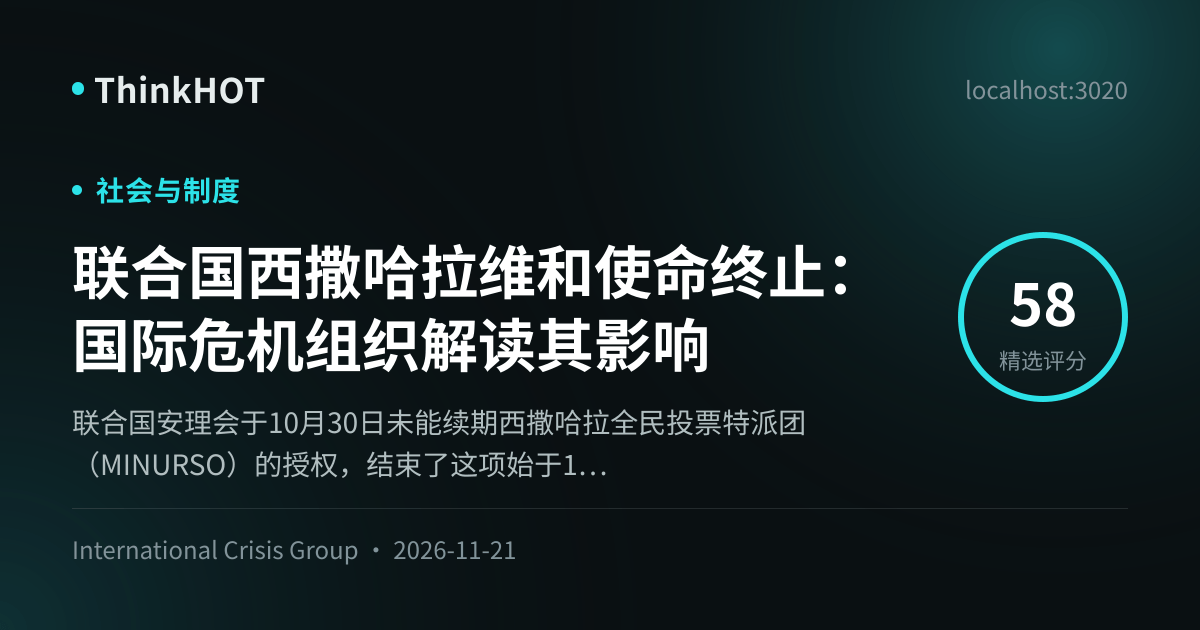 ThinkHOT
localhost:3020
社会与制度
联合国西撒哈拉维和使命终止：
国际危机组织解读其影响
58
精选评分
联合国安理会于10月30日未能续期西撒哈拉全民投票特派团
（MINURSO）的授权，结束了这项始于1…
International Crisis Group · 2026-11-21